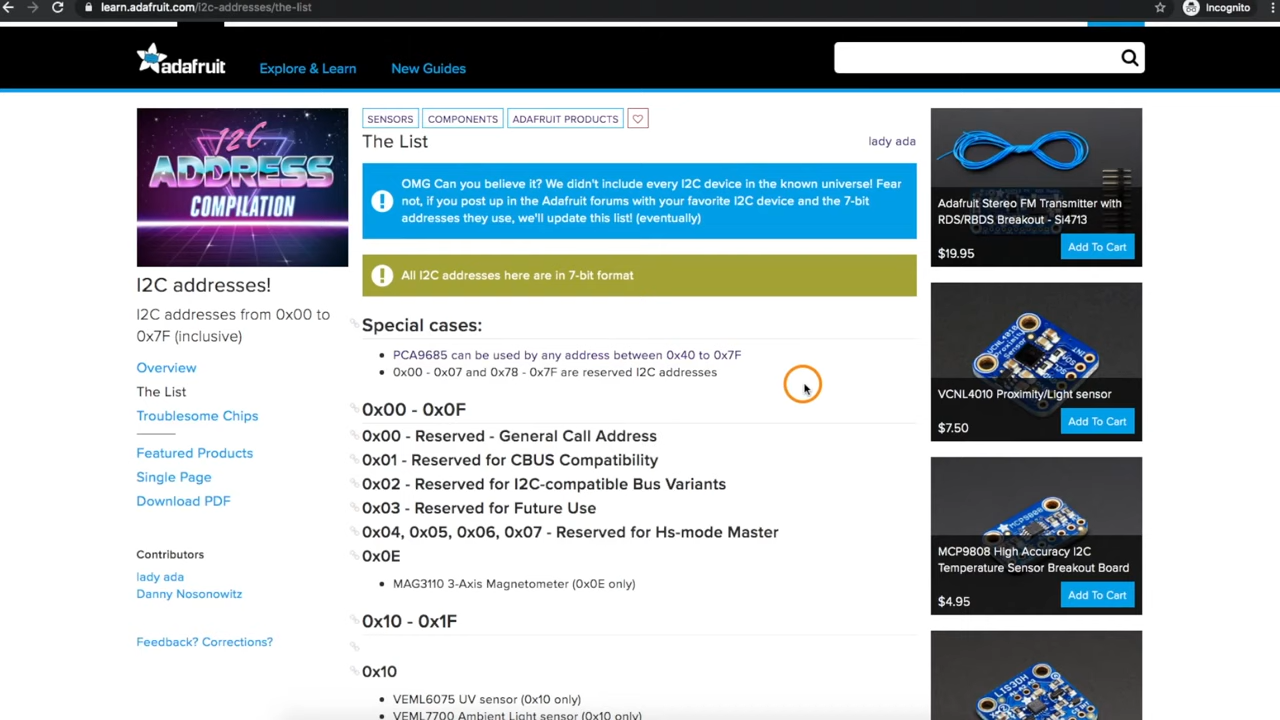 learn.adafruit.com/i2c-addresses/the-list
Incognito
adafruit
Explore & Learn
New Guides
I2C
ADDRESS
COMPILATION
I2C addresses!
I2C addresses from 0x00 to
0x7F (inclusive)
Overview
The List
Troublesome Chips
Featured Products
Single Page
Download PDF
Contributors
lady ada
Danny Nosonowitz
Feedback? Corrections?
SENSORS
COMPONENTS
ADAFRUIT PRODUCTS
The List
lady ada
OMG Can you believe it? We didn't include every I2C device in the known universe! Fear
not, if you post up in the Adafruit forums with your favorite I2C device and the 7-bit
addresses they use, we'll update this list! (eventually)
All I2C addresses here are in 7-bit format
Special cases:
PCA9685 can be used by any address between 0x40 to 0x7F
0x00 - 0x07 and 0x78 - 0x7F are reserved I2C addresses
0x00 - 0x0F
0x00 - Reserved - General Call Address
0x01 - Reserved for CBUS Compatibility
0x02 - Reserved for I2C-compatible Bus Variants
0x03 - Reserved for Future Use
0x04, 0x05, 0x06, 0x07 - Reserved for Hs-mode Master
0x0E
MAG3110 3-Axis Magnetometer (0x0E only)
0x10 - 0x1F
0x10
VEML6075 UV sensor (0x10 only)
VEML7700 Ambient Light sensor (0x10 only)
Adafruit Stereo FM Transmitter with
RDS/RBDS Breakout - Si4713
$19.95
Add To Cart
VCNL4010
VCNL4010 Proximity/Light sensor
$7.50
Add To Cart
MCP9808
MCP9808 High Accuracy I2C
Temperature Sensor Breakout Board
$4.95
Add To Cart
LIS3DH